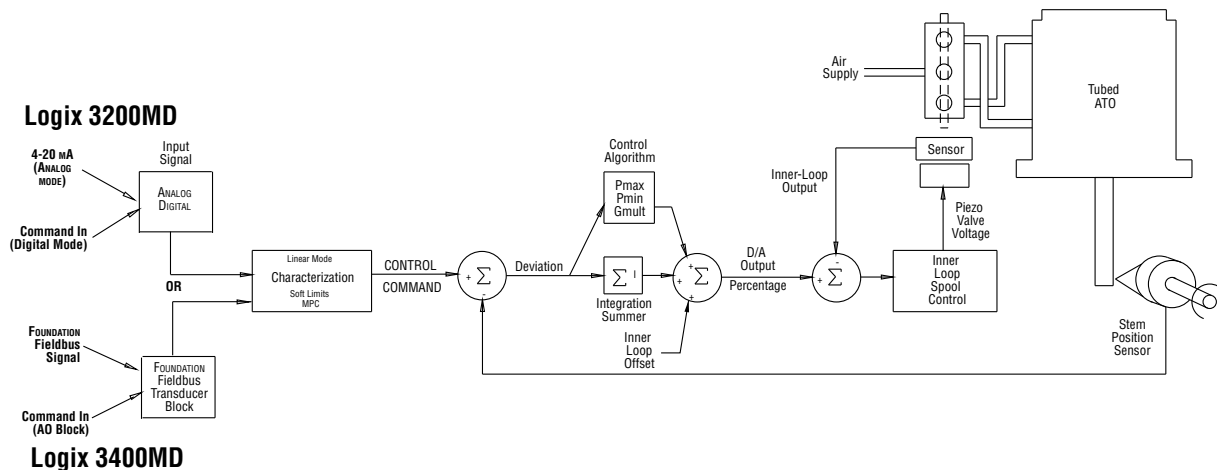 Logix 3200MD
4-20 mA
(Analog
mode)
Command In
(Digital Mode)
Input
Signal
Analog
Digital
OR
Foundation
Fieldbus
Signal
Command In
(AO Block)
Foundation
Fieldbus
Transducer
Block
Logix 3400MD
Linear Mode
Characterization
Soft Limits
MPC
CONTROL
COMMAND
+ Σ
-
Deviation
Control
Algorithm
Pmax
Pmin
Gmult
Σ I
Integration
Summer
Inner
Loop
Offset
+
+ Σ
+
D/A
Output
Percentage
Inner-Loop
Output
-
+ Σ
Inner
Loop
Spool
Control
Piezo
Valve
Voltage
Sensor
Air
Supply
Tubed
ATO
Stem
Position
Sensor